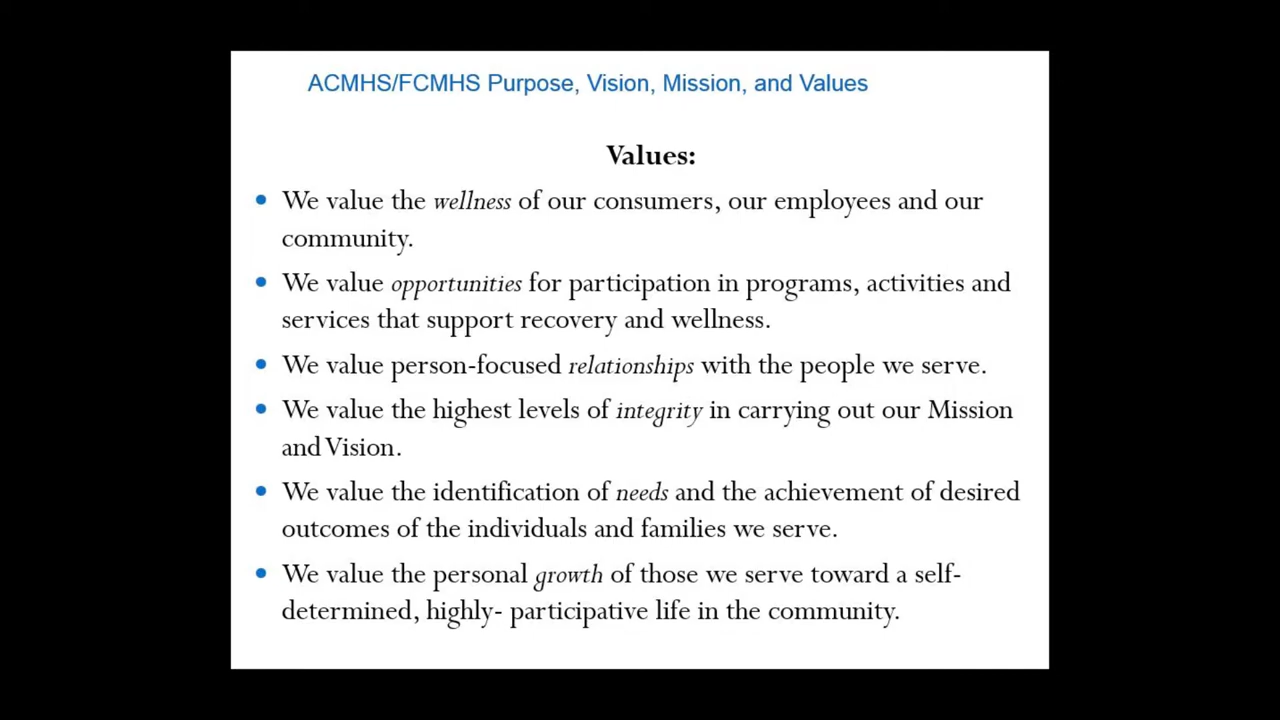 ACMHS/FCMHS Purpose, Vision, Mission, and Values
Values:
• We value the wellness of our consumers, our employees and our
community.
• We value opportunities for participation in programs, activities and
services that support recovery and wellness.
• We value person-focused relationships with the people we serve.
• We value the highest levels of integrity in carrying out our Mission
and Vision.
• We value the identification of needs and the achievement of desired
outcomes of the individuals and families we serve.
• We value the personal growth of those we serve toward a self-
determined, highly- participative life in the community.